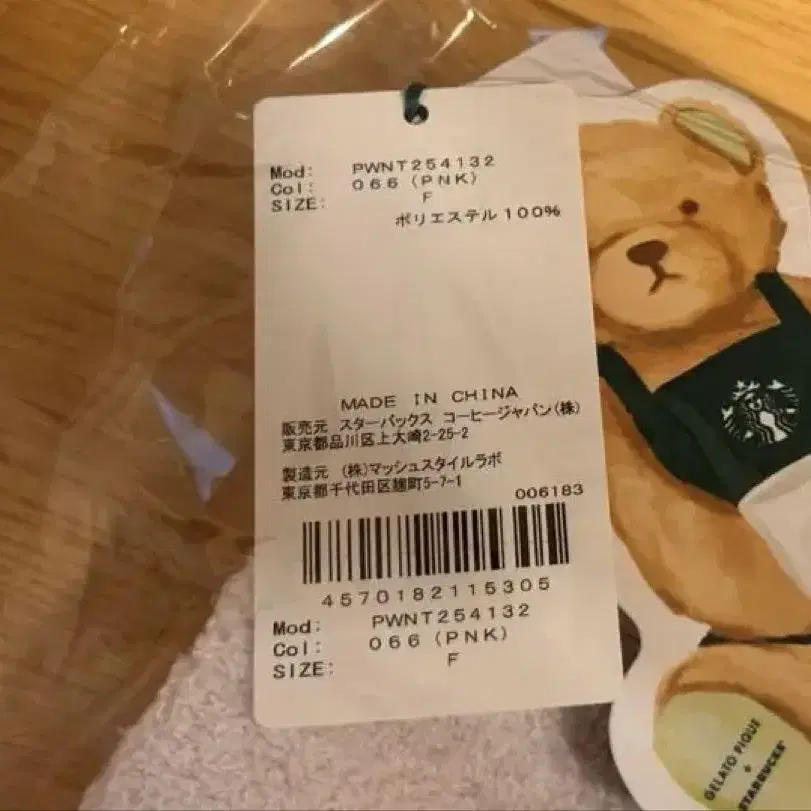 Mod: PWNT254132
Col: 066 (PNK)
SIZE: F
ポリエステル100%
MADE IN CHINA
販売元 スターバックス コーヒージャパン(株)
東京都品川区上大崎2-25-2
製造元 (株)マッシュスタイルラボ
東京都千代田区麹町5-7-1
006183
4570182115305
Mod: PWNT254132
Col: 066 (PNK)
SIZE: F
GELATO PIQUE
+
STARBUCKS